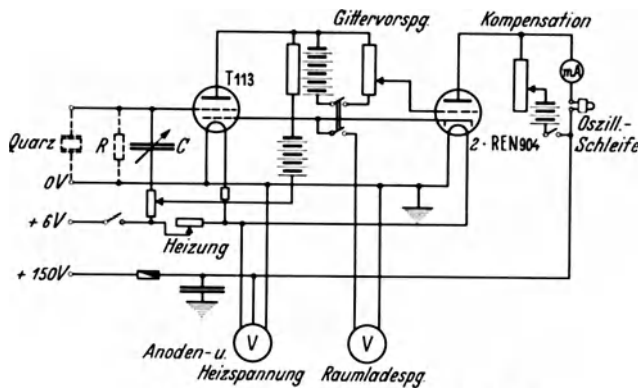 Gittervorspg.
Kompensation
T113
mA
Quarz
R
C
2·REN904
Oszill.-
Schleife
0V
+ 6V
Heizung
+ 150V
V
V
Anoden- u.
Heizspannung
Raumladespg.